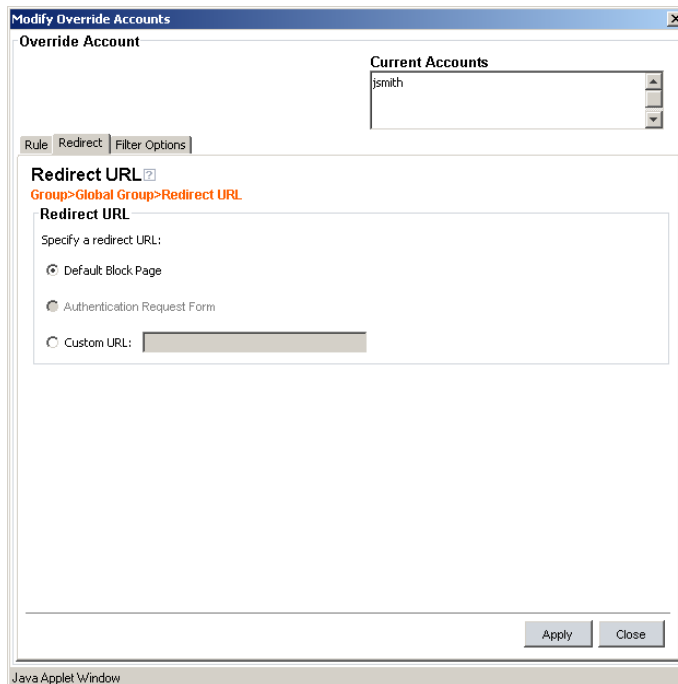 Modify Override Accounts
Override Account
Current Accounts
jsmith
Rule Redirect Filter Options
Redirect URL?
Group>Global Group>Redirect URL
Redirect URL
Specify a redirect URL:
Default Block Page
Authentication Request Form
Custom URL:
Apply Close
Java Applet Window